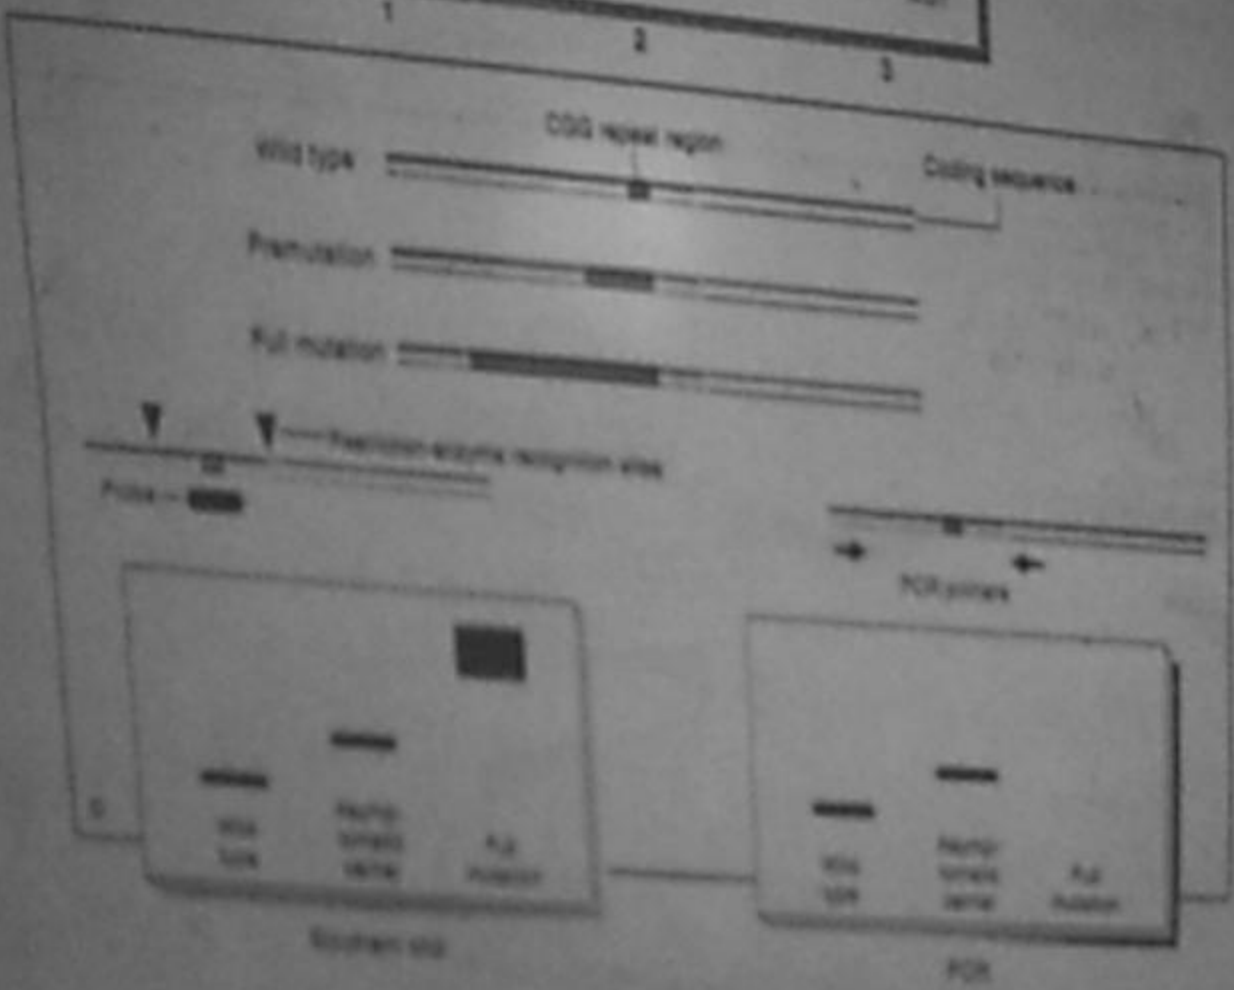 1
2
3
CGG repeat region
Wild type
Coding sequence
Premutation
Full mutation
Restriction enzyme recognition sites
Probe
PCR primers
D
Wild
type
Asymp-
tomatic
carrier
Full
mutation
Wild
type
Asymp-
tomatic
carrier
Full
mutation
Southern blot
PCR